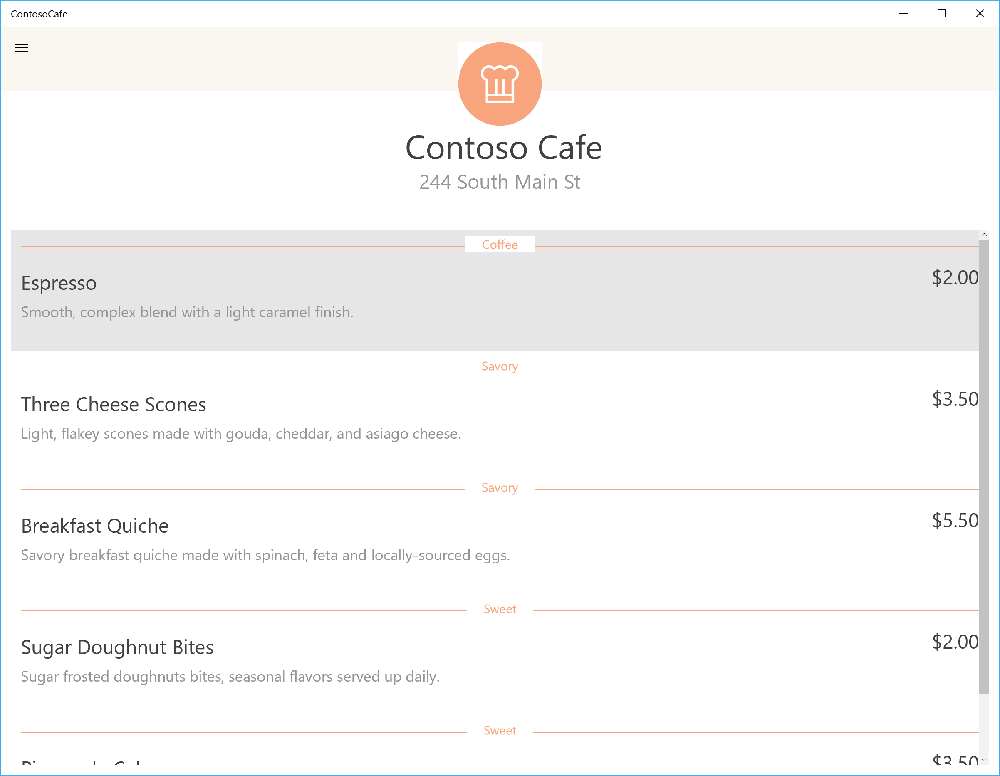 ContosoCafe
Contoso Cafe
244 South Main St
Coffee
Espresso
$2.00
Smooth, complex blend with a light caramel finish.
Savory
Three Cheese Scones
$3.50
Light, flakey scones made with gouda, cheddar, and asiago cheese.
Savory
Breakfast Quiche
$5.50
Savory breakfast quiche made with spinach, feta and locally-sourced eggs.
Sweet
Sugar Doughnut Bites
$2.00
Sugar frosted doughnuts bites, seasonal flavors served up daily.
Sweet
$3.50